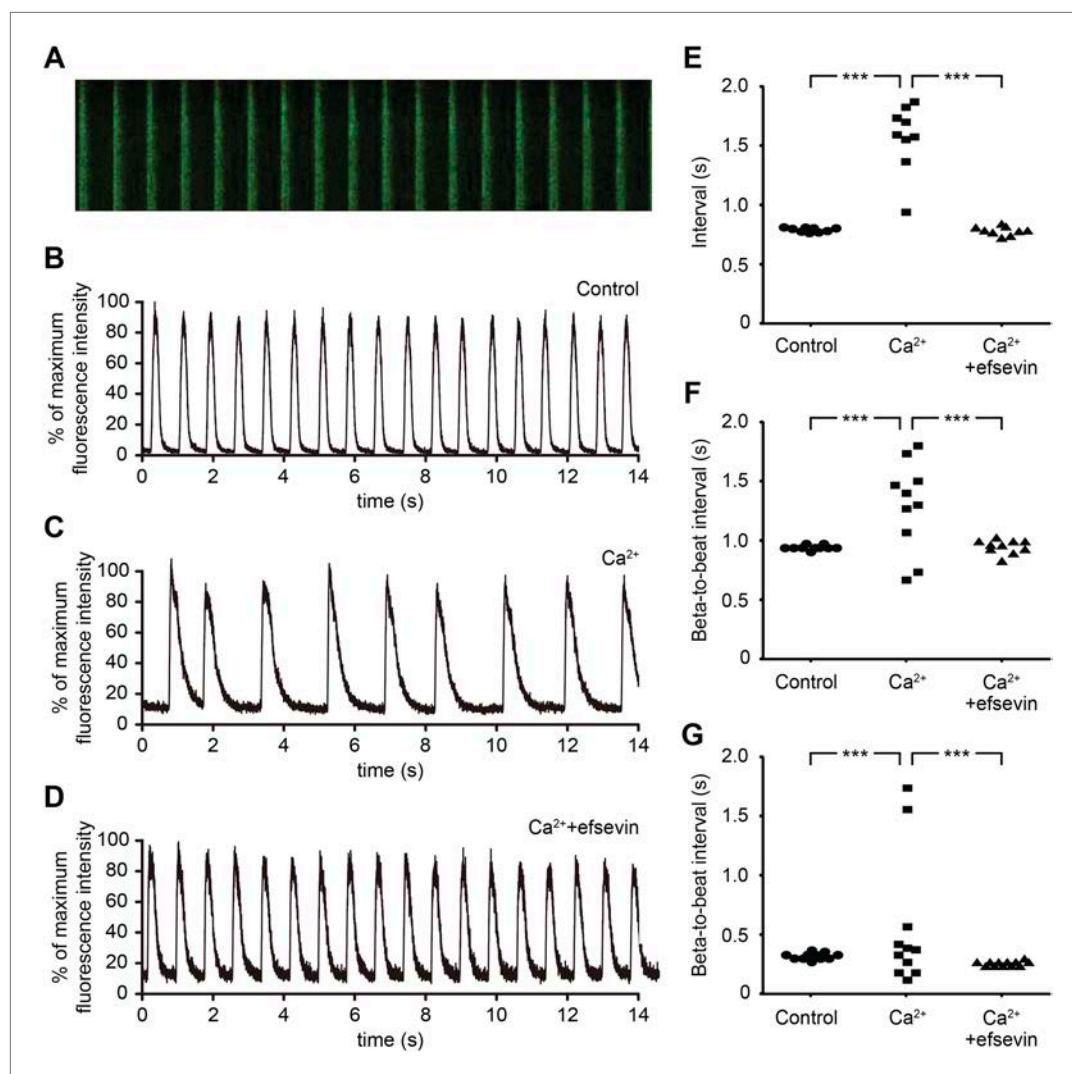 A
B
Control
% of maximum
fluorescence intensity
100
80
60
40
20
0
0 2 4 6 8 10 12 14
time (s)
C
Ca²⁺
% of maximum
fluorescence intensity
100
80
60
40
20
0
0 2 4 6 8 10 12 14
time (s)
D
Ca²⁺+efsevin
% of maximum
fluorescence intensity
100
80
60
40
20
0
0 2 4 6 8 10 12 14
time (s)
E
*** ***
Interval (s)
2.0
1.5
1.0
0.5
0
Control Ca²⁺ Ca²⁺
+efsevin
F
*** ***
Beta-to-beat interval (s)
2.0
1.5
1.0
0.5
0
Control Ca²⁺ Ca²⁺
+efsevin
G
*** ***
Beta-to-beat interval (s)
2.0
1.5
1.0
0.5
0
Control Ca²⁺ Ca²⁺
+efsevin